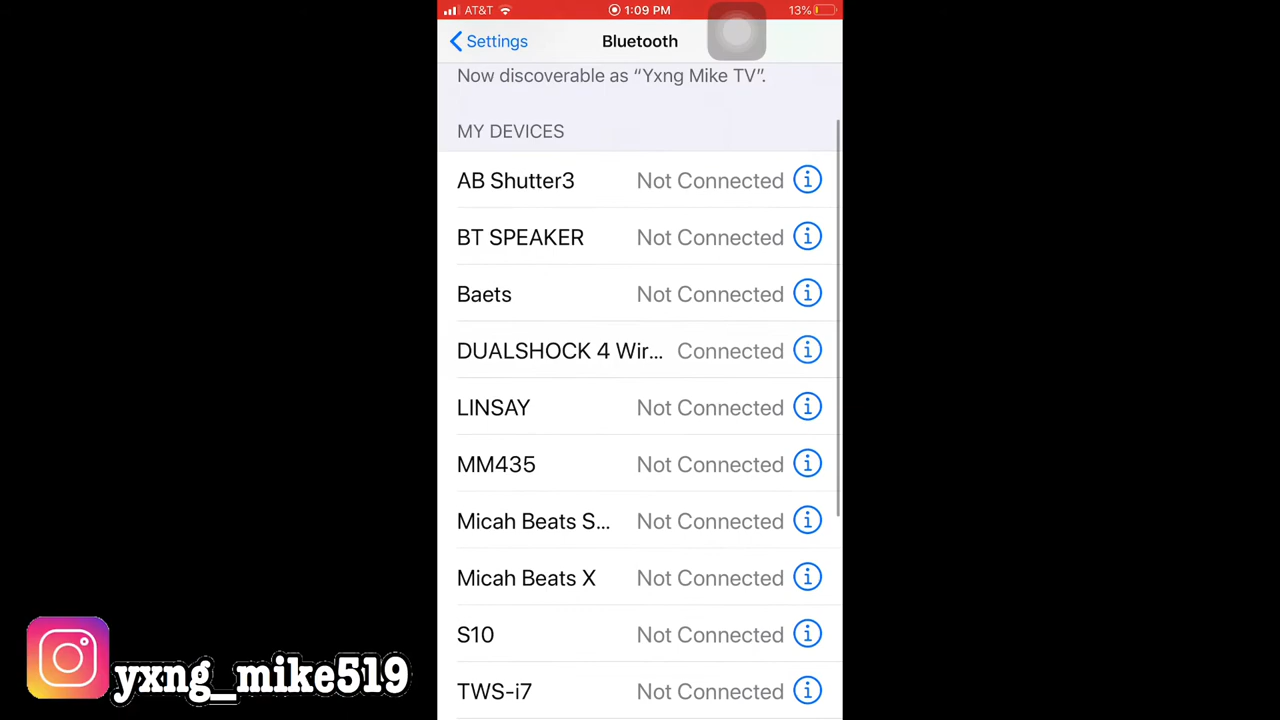 AT&T 1:09 PM 13%
Settings Bluetooth
Now discoverable as “Yxng Mike TV”.
MY DEVICES
AB Shutter3 Not Connected
BT SPEAKER Not Connected
Baets Not Connected
DUALSHOCK 4 Wir... Connected
LINSAY Not Connected
MM435 Not Connected
Micah Beats S... Not Connected
Micah Beats X Not Connected
S10 Not Connected
TWS-i7 Not Connected
yxng_mike519